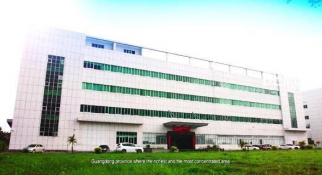 Guangdong province where the richest and the most concentrated area